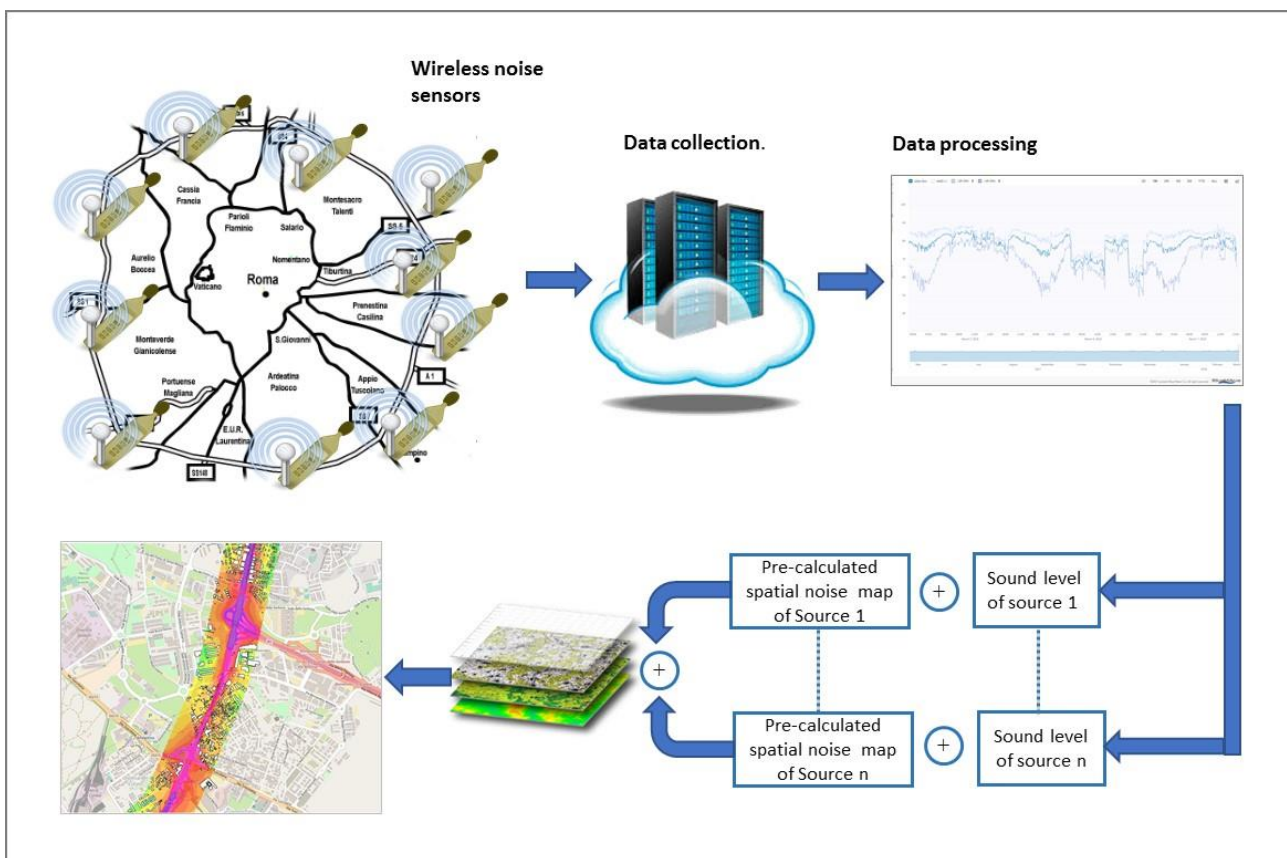 Wireless noise
sensors
Data collection.
Data processing
Cassia
Francia
Parioli
Flaminio
Salario
Montesacro
Talenti
Nomentano
Tiburtina
Aurelio
Boccea
Vaticano
Roma
Prenestina
Casilina
Monteverde
Gianicolense
S.Giovanni
Portuense
Magliana
Ardeatina
Palocco
Appio
Tuscolano
A 1
E.U.R.
Laurentina
SS148
Pre-calculated
spatial noise map
of Source 1
+
Sound level
of source 1
+
Pre-calculated
spatial noise map
of Source n
+
Sound level
of source n